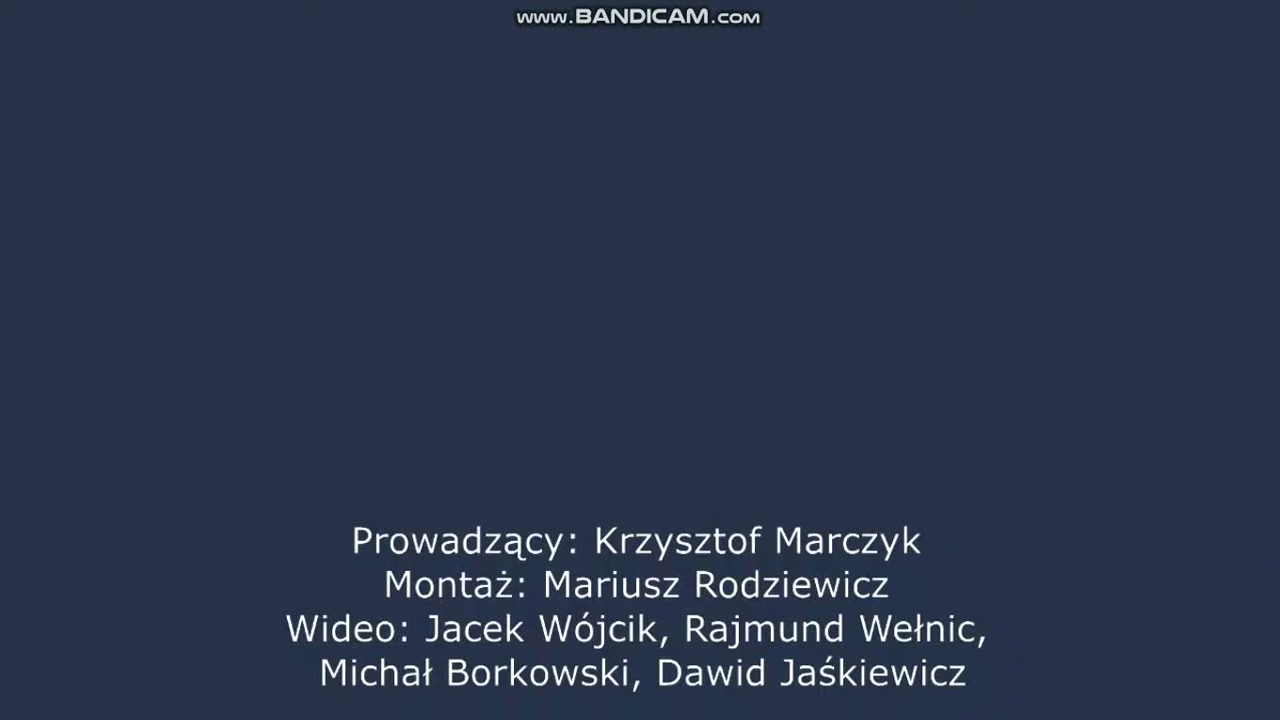 www.BANDICAM.COM
Prowadzący: Krzysztof Marczyk
Montaż: Mariusz Rodziewicz
Wideo: Jacek Wójcik, Rajmund Wełnic,
Michał Borkowski, Dawid Jaśkiewicz